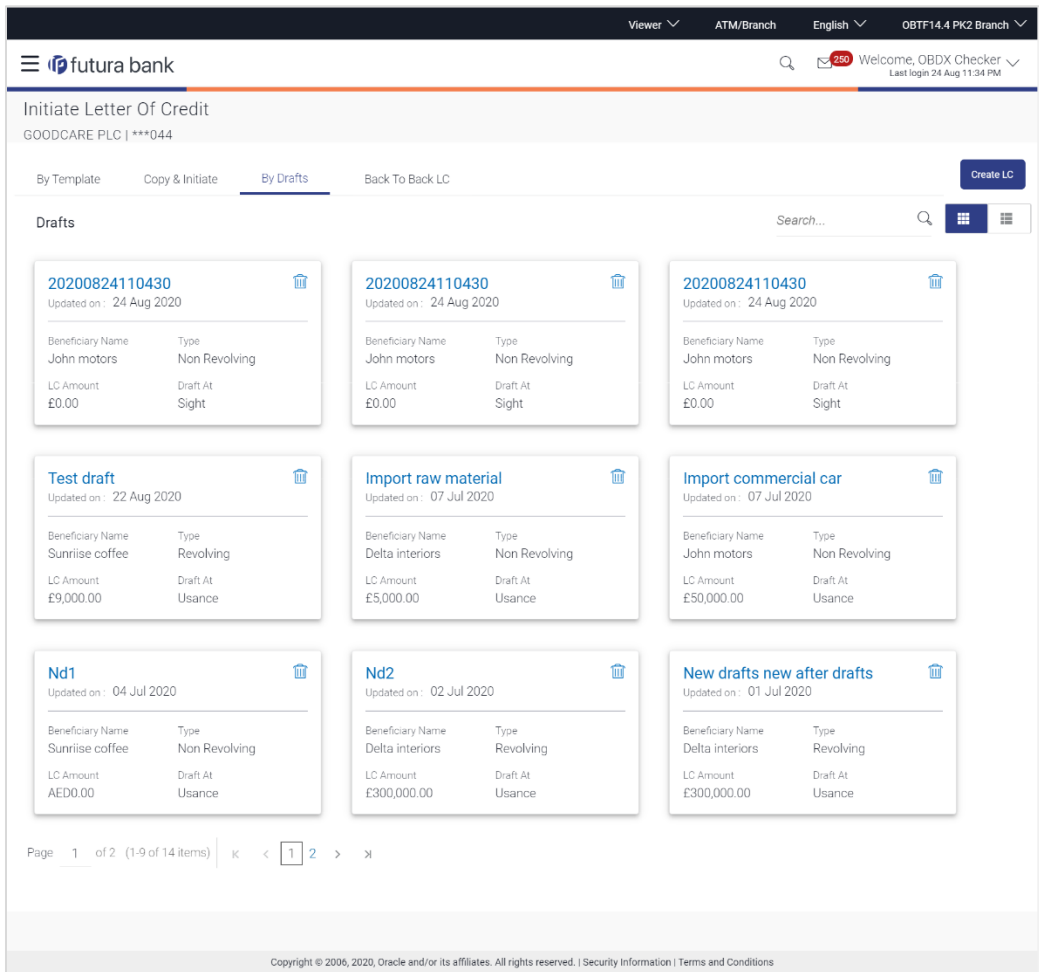 Viewer ATM/Branch English OBTF14.4 PK2 Branch
futura bank 250 Welcome, OBDX Checker
Last login 24 Aug 11:34 PM
Initiate Letter Of Credit
GOODCARE PLC | ***044
By Template Copy & Initiate By Drafts Back To Back LC Create LC
Drafts Search...
20200824110430 20200824110430 20200824110430
Updated on : 24 Aug 2020 Updated on : 24 Aug 2020 Updated on : 24 Aug 2020
Beneficiary Name Type Beneficiary Name Type Beneficiary Name Type
John motors Non Revolving John motors Non Revolving John motors Non Revolving
LC Amount Draft At LC Amount Draft At LC Amount Draft At
£0.00 Sight £0.00 Sight £0.00 Sight
Test draft Import raw material Import commercial car
Updated on : 22 Aug 2020 Updated on : 07 Jul 2020 Updated on : 07 Jul 2020
Beneficiary Name Type Beneficiary Name Type Beneficiary Name Type
Sunriise coffee Revolving Delta interiors Non Revolving John motors Non Revolving
LC Amount Draft At LC Amount Draft At LC Amount Draft At
£9,000.00 Usance £5,000.00 Usance £50,000.00 Usance
Nd1 Nd2 New drafts new after drafts
Updated on : 04 Jul 2020 Updated on : 02 Jul 2020 Updated on : 01 Jul 2020
Beneficiary Name Type Beneficiary Name Type Beneficiary Name Type
Sunriise coffee Non Revolving Delta interiors Revolving Delta interiors Revolving
LC Amount Draft At LC Amount Draft At LC Amount Draft At
AED0.00 Usance £300,000.00 Usance £300,000.00 Usance
Page 1 of 2 (1-9 of 14 items) 1 2
Copyright © 2006, 2020, Oracle and/or its affiliates. All rights reserved. | Security Information | Terms and Conditions